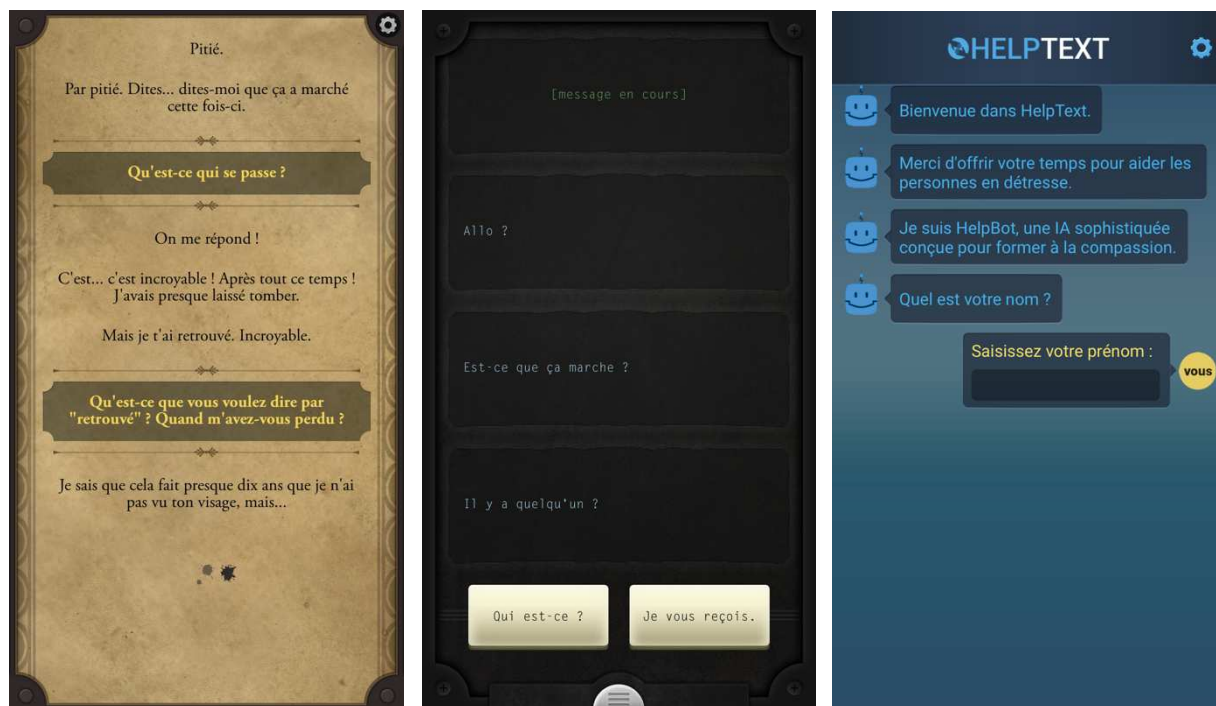 Pitié.
Par pitié. Dites... dites-moi que ça a marché
cette fois-ci.
Qu'est-ce qui se passe ?
On me répond !
C'est... c'est incroyable ! Après tout ce temps !
J'avais presque laissé tomber.
Mais je t'ai retrouvé. Incroyable.
Qu'est-ce que vous voulez dire par
"retrouvé" ? Quand m'avez-vous perdu ?
Je sais que cela fait presque dix ans que je n'ai
pas vu ton visage, mais...
[message en cours]
Allo ?
Est-ce que ça marche ?
Il y a quelqu'un ?
Qui est-ce ?
Je vous reçois.
HELPTEXT
Bienvenue dans HelpText.
Merci d'offrir votre temps pour aider les
personnes en détresse.
Je suis HelpBot, une IA sophistiquée
conçue pour former à la compassion.
Quel est votre nom ?
Saisissez votre prénom :
vous